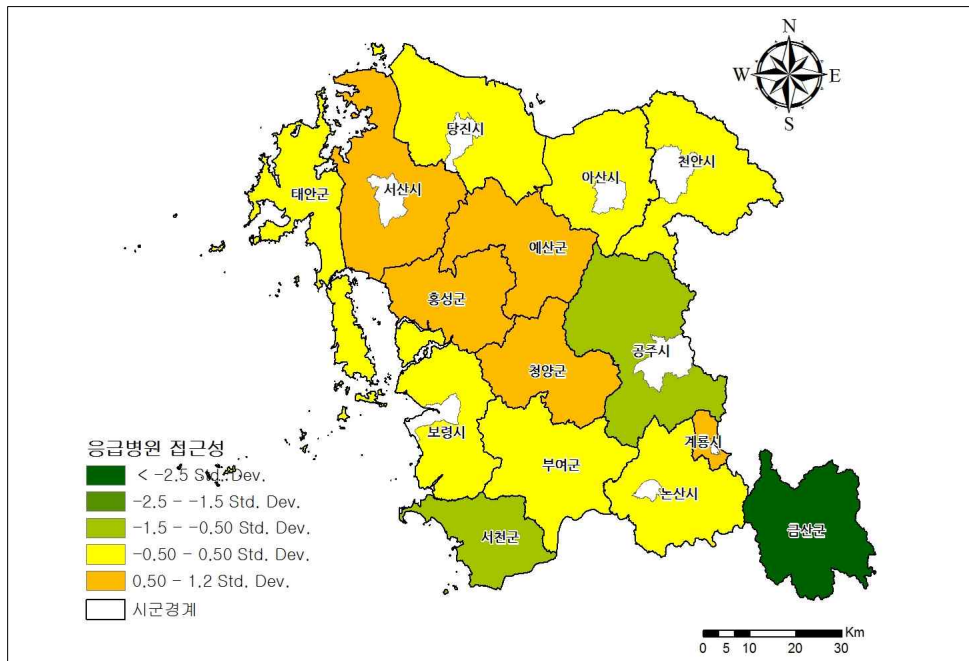 N
W E
S
당진시
아산시
천안시
태안군
서산시
예산군
홍성군
공주시
청양군
보령시
부여군
계룡시
논산시
서천군
금산군
응급병원 접근성
< -2.5 Std. Dev.
-2.5 - -1.5 Std. Dev.
-1.5 - -0.50 Std. Dev.
-0.50 - 0.50 Std. Dev.
0.50 - 1.2 Std. Dev.
시군경계
Km
0 5 10 20 30